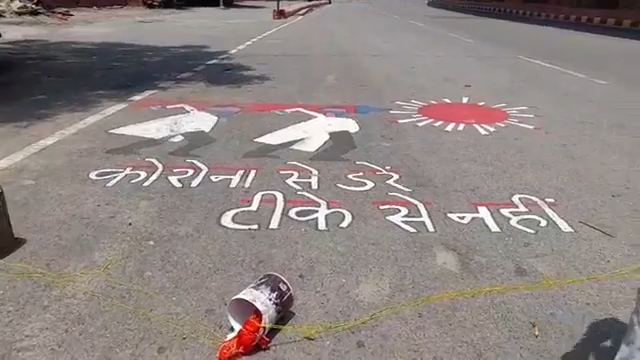 कोरोना से डरें
टीके से नहीं